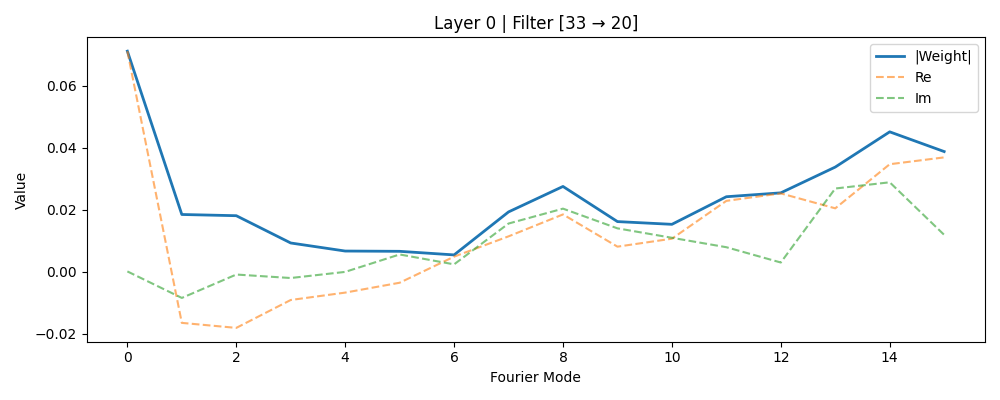 Layer 0 | Filter [33 → 20]
|Weight|
Re
Im
Value
0.06
0.04
0.02
0.00
−0.02
0 2 4 6 8 10 12 14
Fourier Mode